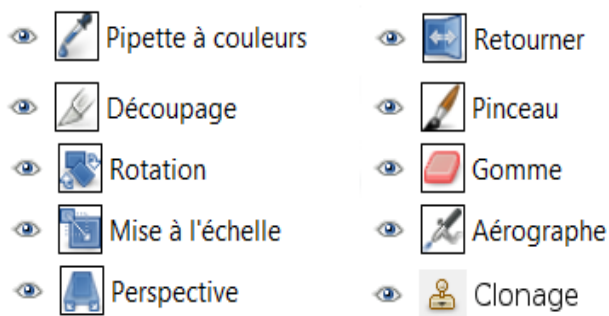 Pipette à couleurs
Découpage
Rotation
Mise à l'échelle
Perspective
Retourner
Pinceau
Gomme
Aérographe
Clonage